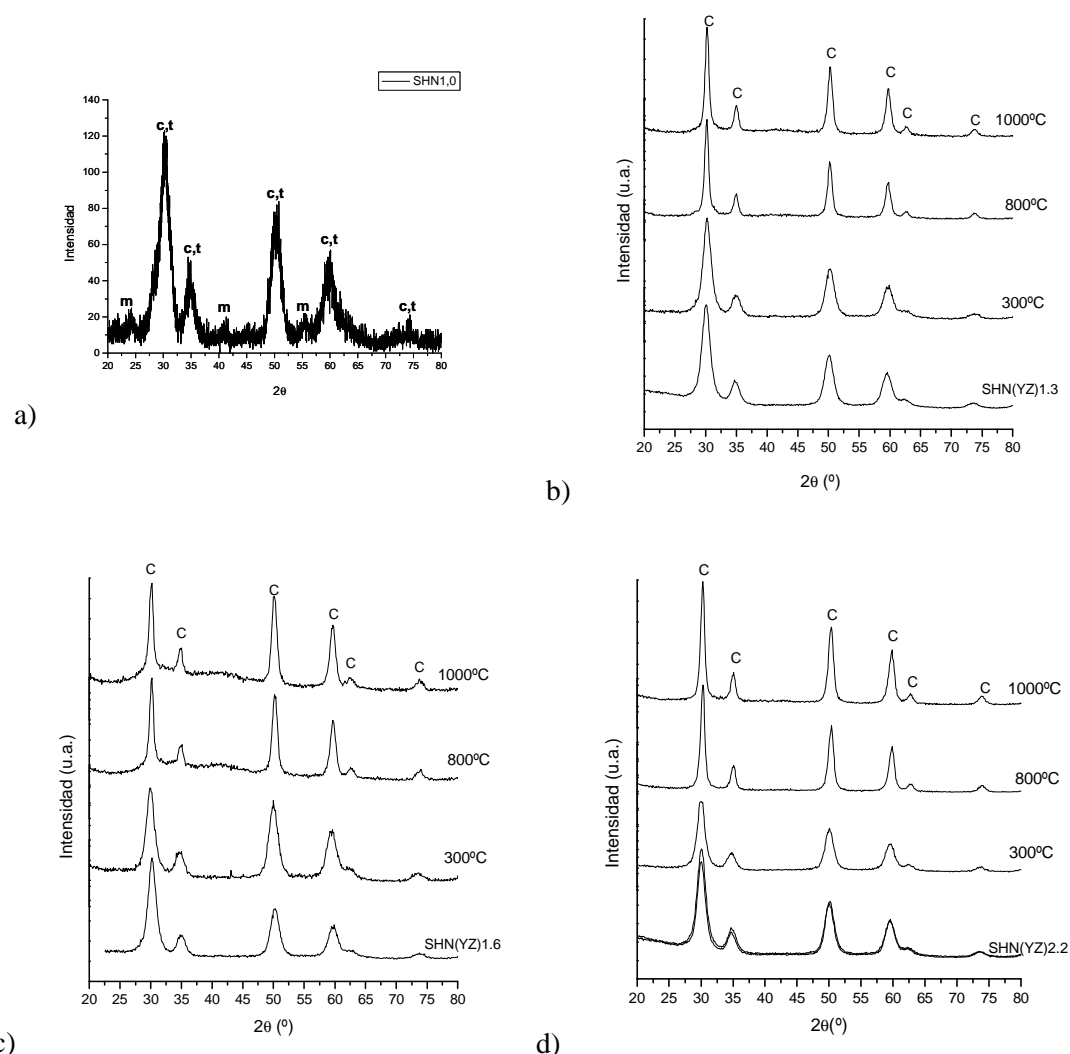 SHN1,0
140
120
100
80
60
40
20
0
Intensidad
c,t
c,t
c,t
c,t
c,t
m
m
m
20 25 30 35 40 45 50 55 60 65 70 75 80
2θ
a)
C
C
C
C
C
C
1000ºC
800ºC
300ºC
SHN(YZ)1.3
Intensidad (u.a.)
20 25 30 35 40 45 50 55 60 65 70 75 80
2θ (º)
b)
C
C
C
C
C
C
1000ºC
800ºC
300ºC
SHN(YZ)1.6
Intensidad (u.a.)
20 25 30 35 40 45 50 55 60 65 70 75 80
2θ (º)
c)
C
C
C
C
C
C
1000ºC
800ºC
300ºC
SHN(YZ)2.2
Intensidad (u.a.)
20 25 30 35 40 45 50 55 60 65 70 75 80
2θ(º)
d)